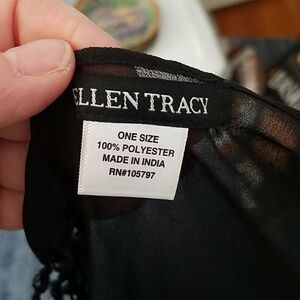 ELLEN TRACY
ONE SIZE
100% POLYESTER
MADE IN INDIA
RN#105797